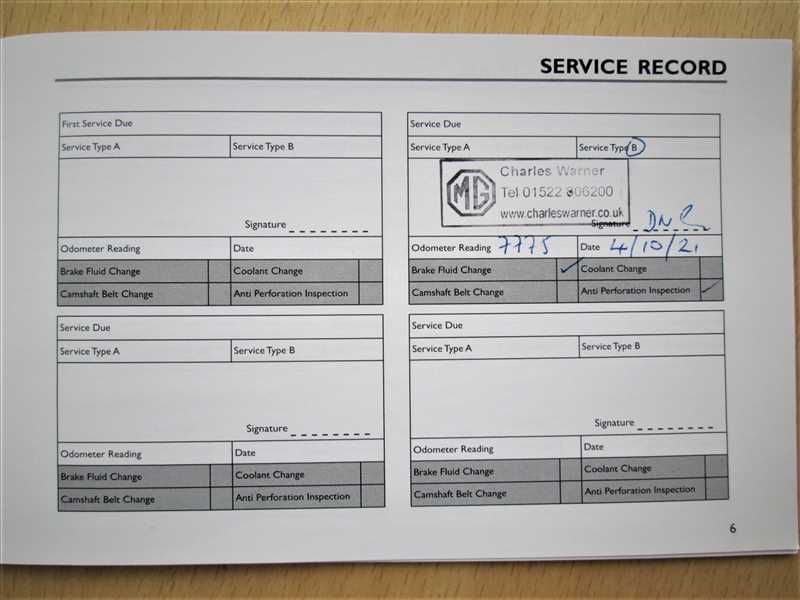 SERVICE RECORD
First Service Due
Service Type A Service Type B
Signature
Odometer Reading Date
Brake Fluid Change Coolant Change
Camshaft Belt Change Anti Perforation Inspection
Service Due
Service Type A Service Type B
MG
Charles Warner
Tel 01522 806200
www.charleswarner.co.uk
Signature
Odometer Reading 7775 Date 4/10/21
Brake Fluid Change ✓ Coolant Change
Camshaft Belt Change Anti Perforation Inspection ✓
Service Due
Service Type A Service Type B
Signature
Odometer Reading Date
Brake Fluid Change Coolant Change
Camshaft Belt Change Anti Perforation Inspection
Service Due
Service Type A Service Type B
Signature
Odometer Reading Date
Brake Fluid Change Coolant Change
Camshaft Belt Change Anti Perforation Inspection
6